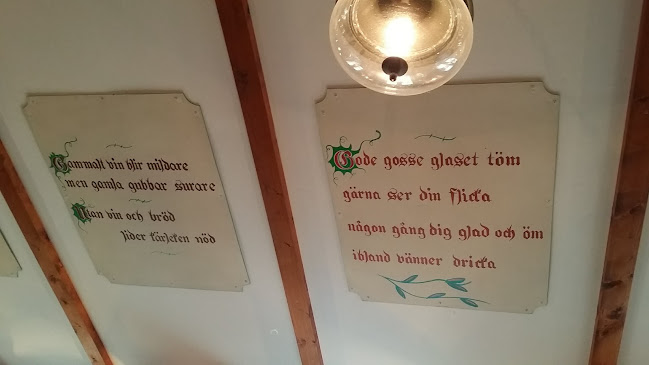 Gammalt vin blir mildare
men gamla gubbar surare
Utan vin och bröd
lider kärleken nöd
Gode gosse glaset töm
gärna ser din flicka
någon gång dig glad och öm
ibland vänner dricka